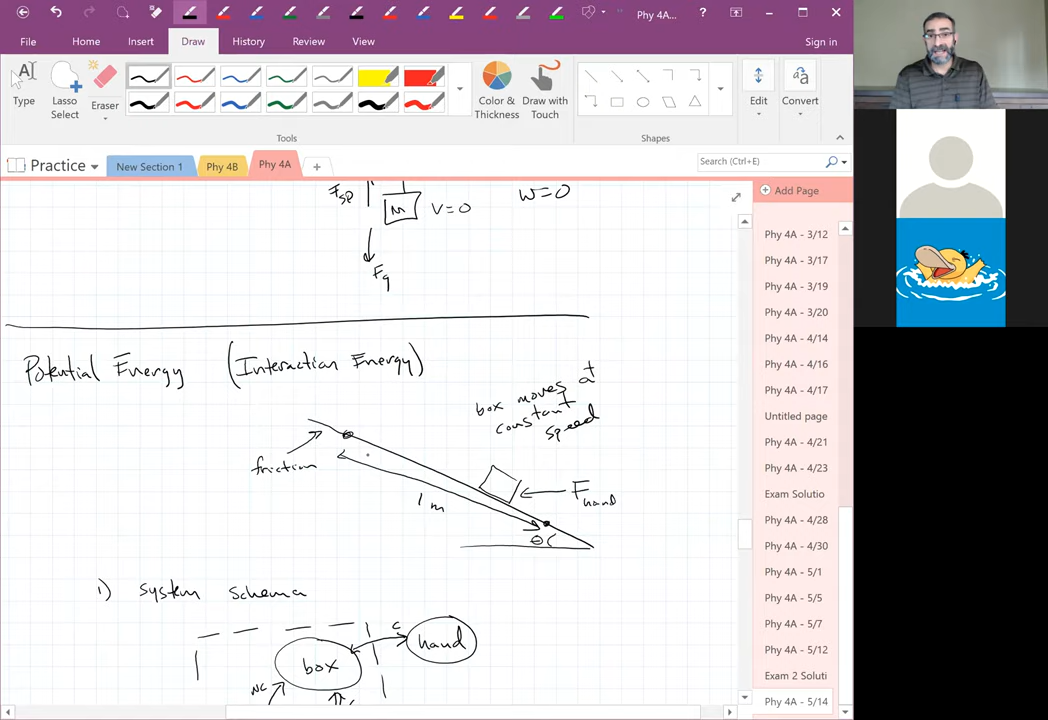 Phy 4A...
?
File
Home
Insert
Draw
History
Review
View
Sign in
Type
Lasso
Select
Eraser
Color &
Thickness
Draw with
Touch
Edit
Convert
Tools
Shapes
Practice
New Section 1
Phy 4B
Phy 4A
+
Search (Ctrl+E)
Add Page
Phy 4A - 3/12
Phy 4A - 3/17
Phy 4A - 3/19
Phy 4A - 3/20
Phy 4A - 4/14
Phy 4A - 4/16
Phy 4A - 4/17
Untitled page
Phy 4A - 4/21
Phy 4A - 4/23
Exam Solutio
Phy 4A - 4/28
Phy 4A - 4/30
Phy 4A - 5/1
Phy 4A - 5/5
Phy 4A - 5/7
Phy 4A - 5/12
Exam 2 Soluti
Phy 4A - 5/14
Fsp
m
v=0
w=0
Fg
Potential Energy (Interaction Energy)
box moves at a
constant
speed
friction
1 m
F hand
θ
1) system schema
box
c
hand
NC
c